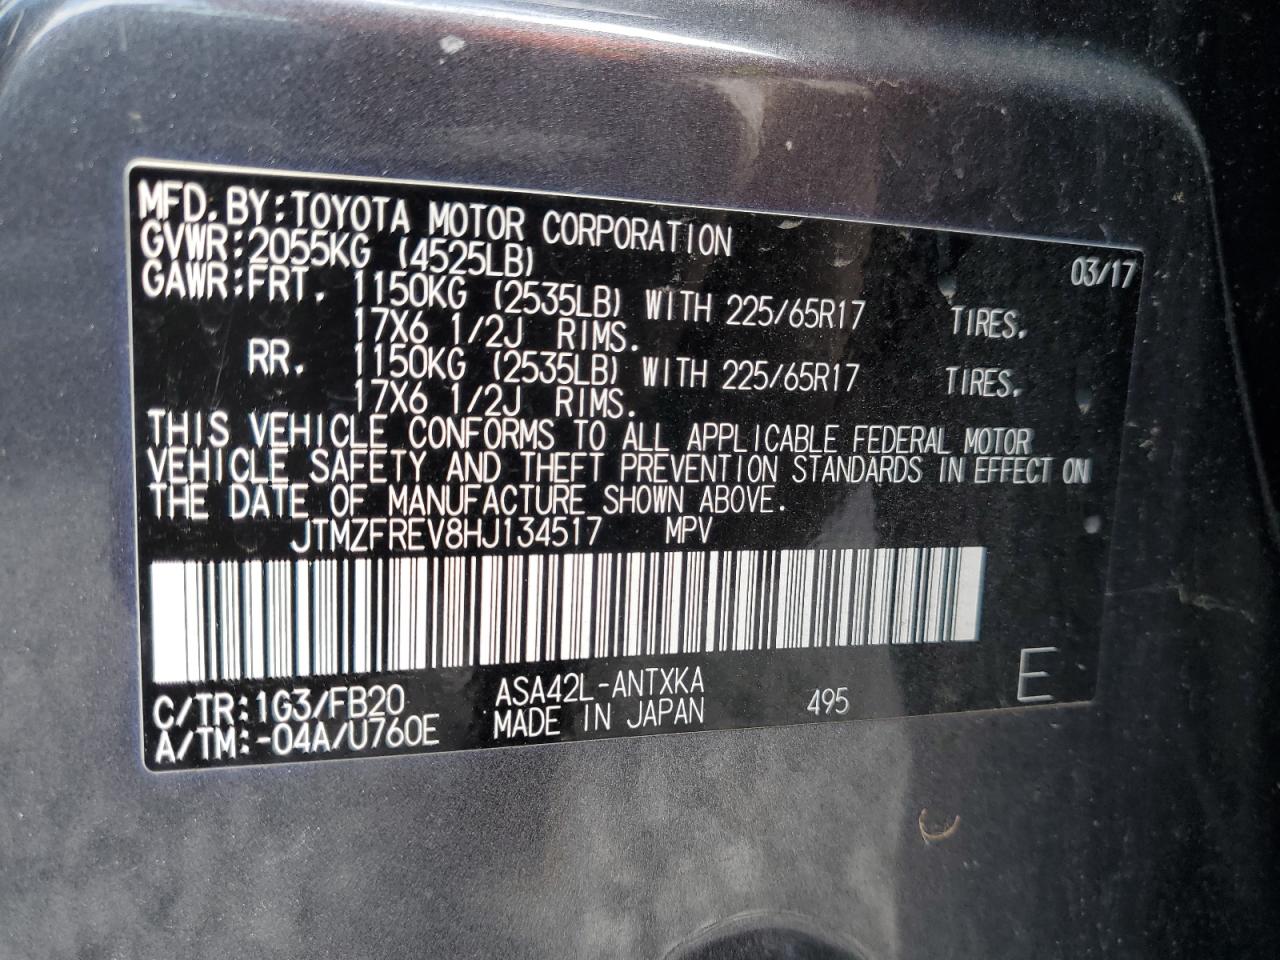 MFD. BY: TOYOTA MOTOR CORPORATION 03/17
GVWR: 2055KG (4525LB)
GAWR: FRT. 1150KG (2535LB) WITH 225/65R17 TIRES.
17X6 1/2J RIMS.
RR. 1150KG (2535LB) WITH 225/65R17 TIRES.
17X6 1/2J RIMS.
THIS VEHICLE CONFORMS TO ALL APPLICABLE FEDERAL MOTOR
VEHICLE SAFETY AND THEFT PREVENTION STANDARDS IN EFFECT ON
THE DATE OF MANUFACTURE SHOWN ABOVE.
JTMZFREV8HJ134517 MPV
C/TR: 1G3/FB20 ASA42L-ANTXKA 495 E
A/TM: -04A/U760E MADE IN JAPAN